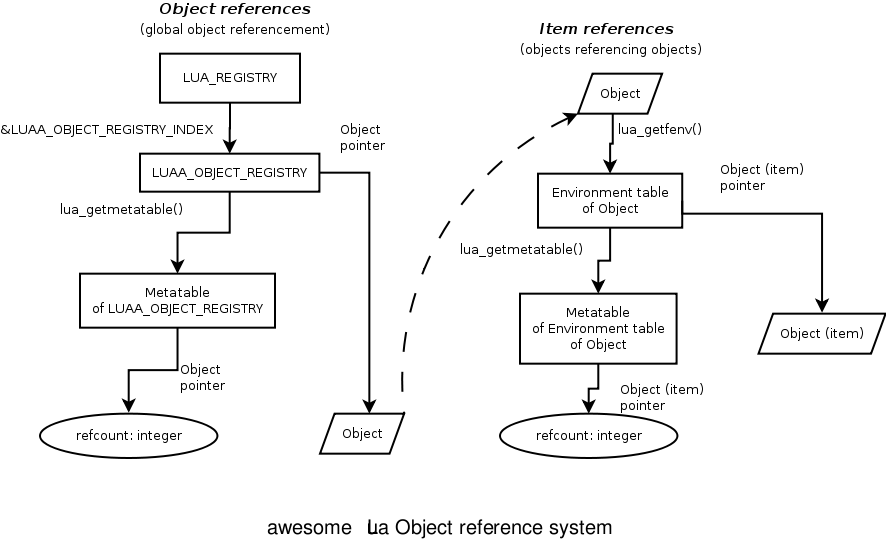 Object references
(global object referencement)
LUA_REGISTRY
&LUAA_OBJECT_REGISTRY_INDEX
Object
pointer
LUAA_OBJECT_REGISTRY
lua_getmetatable()
Metatable
of LUAA_OBJECT_REGISTRY
Object
pointer
refcount: integer
Object
Item references
(objects referencing objects)
Object
lua_getfenv()
Environment table
of Object
Object (item)
pointer
lua_getmetatable()
Metatable
of Environment table
of Object
Object (item)
Object (item)
pointer
refcount: integer
awesome Lua Object reference system